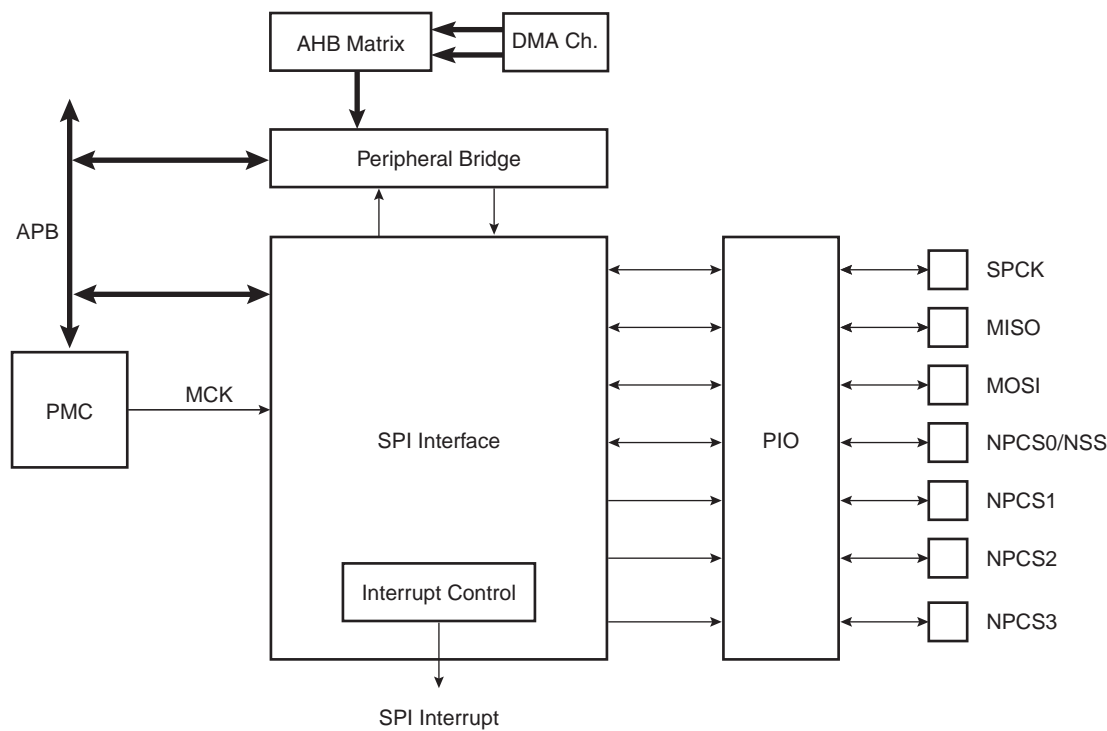 AHB Matrix
DMA Ch.
Peripheral Bridge
APB
SPCK
MISO
MOSI
PMC
MCK
SPI Interface
PIO
NPCS0/NSS
NPCS1
NPCS2
Interrupt Control
NPCS3
SPI Interrupt